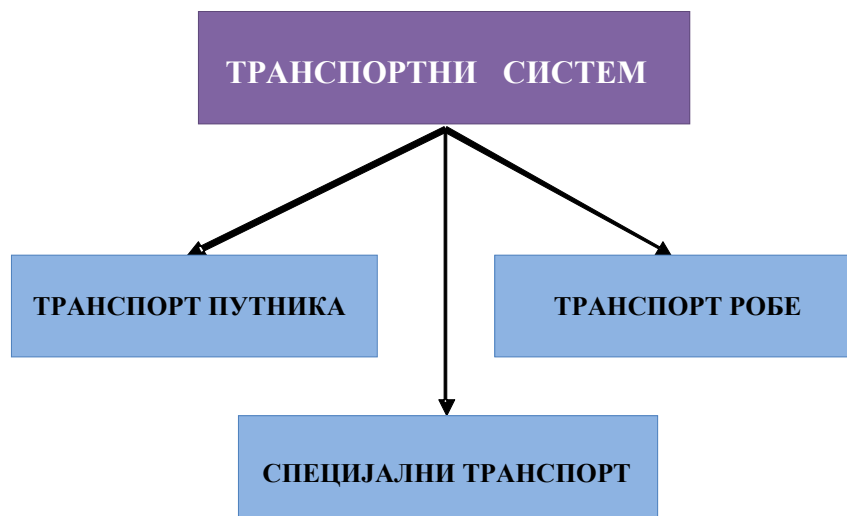 ТРАНСПОРТНИ СИСТЕМ
ТРАНСПОРТ ПУТНИКА
ТРАНСПОРТ РОБЕ
СПЕЦИЈАЛНИ ТРАНСПОРТ